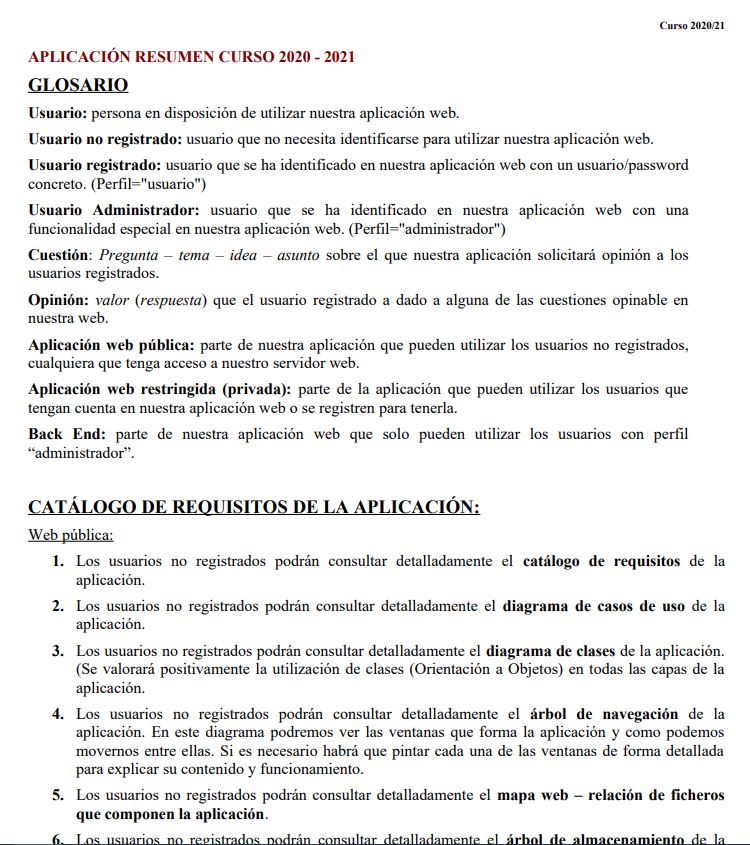 Curso 2020/21
APLICACIÓN RESUMEN CURSO 2020 - 2021
GLOSARIO
Usuario: persona en disposición de utilizar nuestra aplicación web.
Usuario no registrado: usuario que no necesita identificarse para utilizar nuestra aplicación web.
Usuario registrado: usuario que se ha identificado en nuestra aplicación web con un usuario/password
concreto. (Perfil="usuario")
Usuario Administrador: usuario que se ha identificado en nuestra aplicación web con una
funcionalidad especial en nuestra aplicación web. (Perfil="administrador")
Cuestión: Pregunta – tema – idea – asunto sobre el que nuestra aplicación solicitará opinión a los
usuarios registrados.
Opinión: valor (respuesta) que el usuario registrado a dado a alguna de las cuestiones opinable en
nuestra web.
Aplicación web pública: parte de nuestra aplicación que pueden utilizar los usuarios no registrados,
cualquiera que tenga acceso a nuestro servidor web.
Aplicación web restringida (privada): parte de la aplicación que pueden utilizar los usuarios que
tengan cuenta en nuestra aplicación web o se registren para tenerla.
Back End: parte de nuestra aplicación web que solo pueden utilizar los usuarios con perfil
“administrador”.
CATÁLOGO DE REQUISITOS DE LA APLICACIÓN:
Web pública:
1. Los usuarios no registrados podrán consultar detalladamente el catálogo de requisitos de la
aplicación.
2. Los usuarios no registrados podrán consultar detalladamente el diagrama de casos de uso de la
aplicación.
3. Los usuarios no registrados podrán consultar detalladamente el diagrama de clases de la aplicación.
(Se valorará positivamente la utilización de clases (Orientación a Objetos) en todas las capas de la
aplicación.
4. Los usuarios no registrados podrán consultar detalladamente el árbol de navegación de la
aplicación. En este diagrama podremos ver las ventanas que forma la aplicación y como podemos
movernos entre ellas. Si es necesario habrá que pintar cada una de las ventanas de forma detallada
para explicar su contenido y funcionamiento.
5. Los usuarios no registrados podrán consultar detalladamente el mapa web – relación de ficheros
que componen la aplicación.
6. Los usuarios no registrados podrán consultar detalladamente el árbol de almacenamiento de la